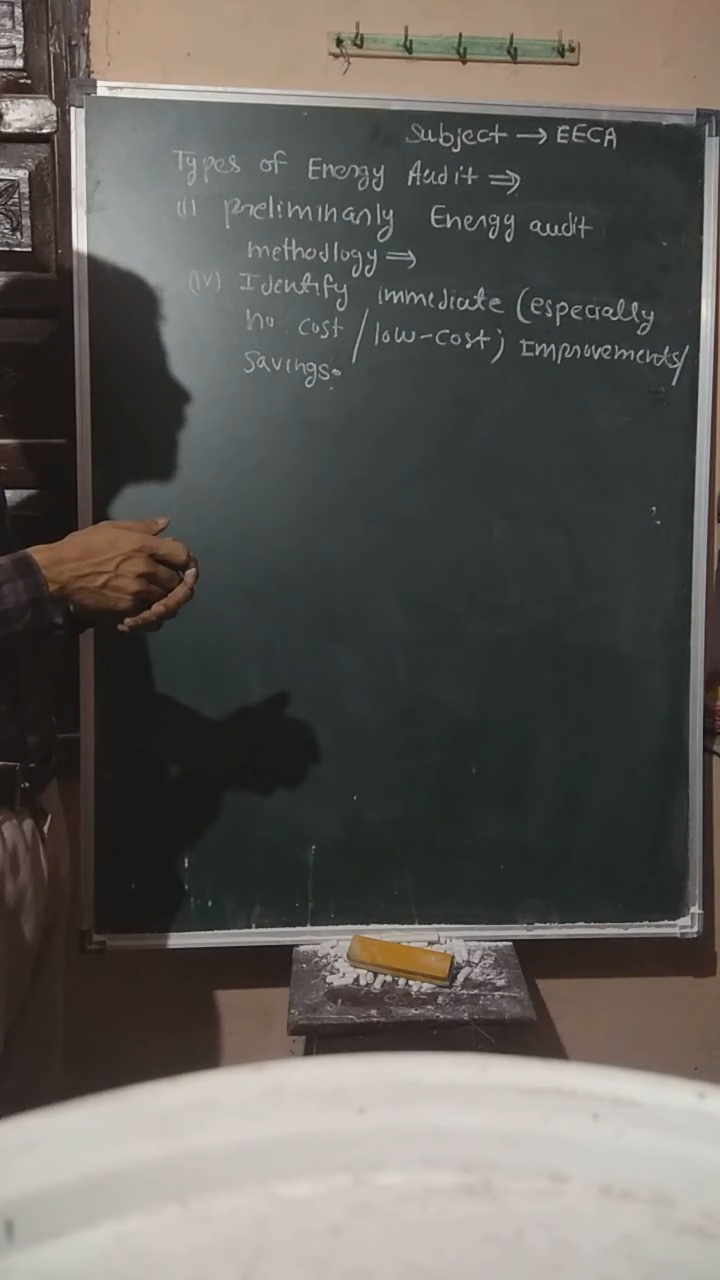 Subject → EECA
Types of Energy Audit ⇒
(i) Preliminarly Energy audit
methodlogy ⇒
(iv) Identify immediate (especially
no cost / low-cost) Improvements/
savings.